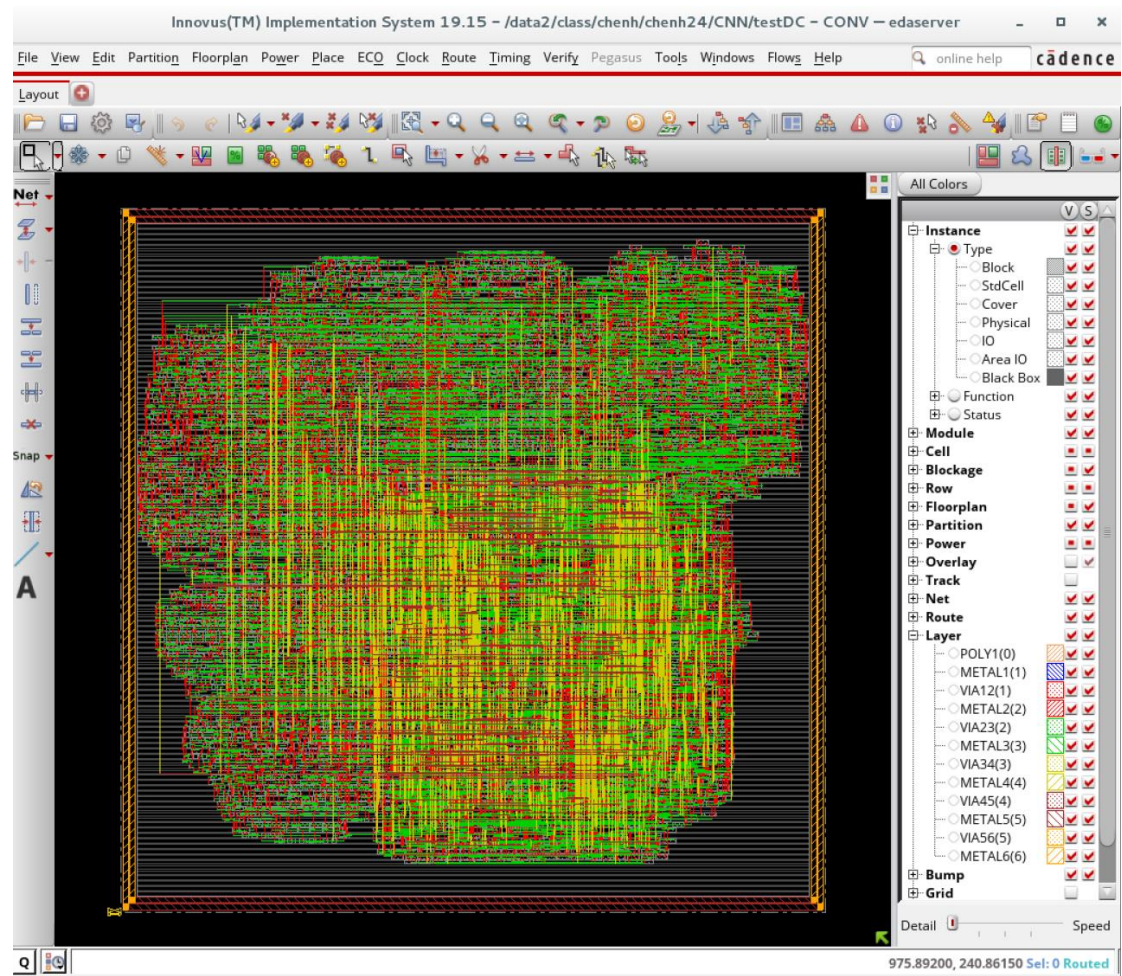 Innovus(TM) Implementation System 19.15 – /data2/class/chenh/chenh24/CNN/testDC – CONV — edaserver
File View Edit Partition Floorplan Power Place ECO Clock Route Timing Verify Pegasus Tools Windows Flows Help online help cādence
Layout
All Colors
Net
V S
Instance
Type
Block
StdCell
Cover
Physical
IO
Area IO
Black Box
Function
Status
Module
Cell
Snap
Blockage
Row
Floorplan
Partition
Power
Overlay
A
Track
Net
Route
Layer
POLY1(0)
METAL1(1)
VIA12(1)
METAL2(2)
VIA23(2)
METAL3(3)
VIA34(3)
METAL4(4)
VIA45(4)
METAL5(5)
VIA56(5)
METAL6(6)
Bump
Grid
Detail Speed
Q 975.89200, 240.86150 Sel: 0 Routed